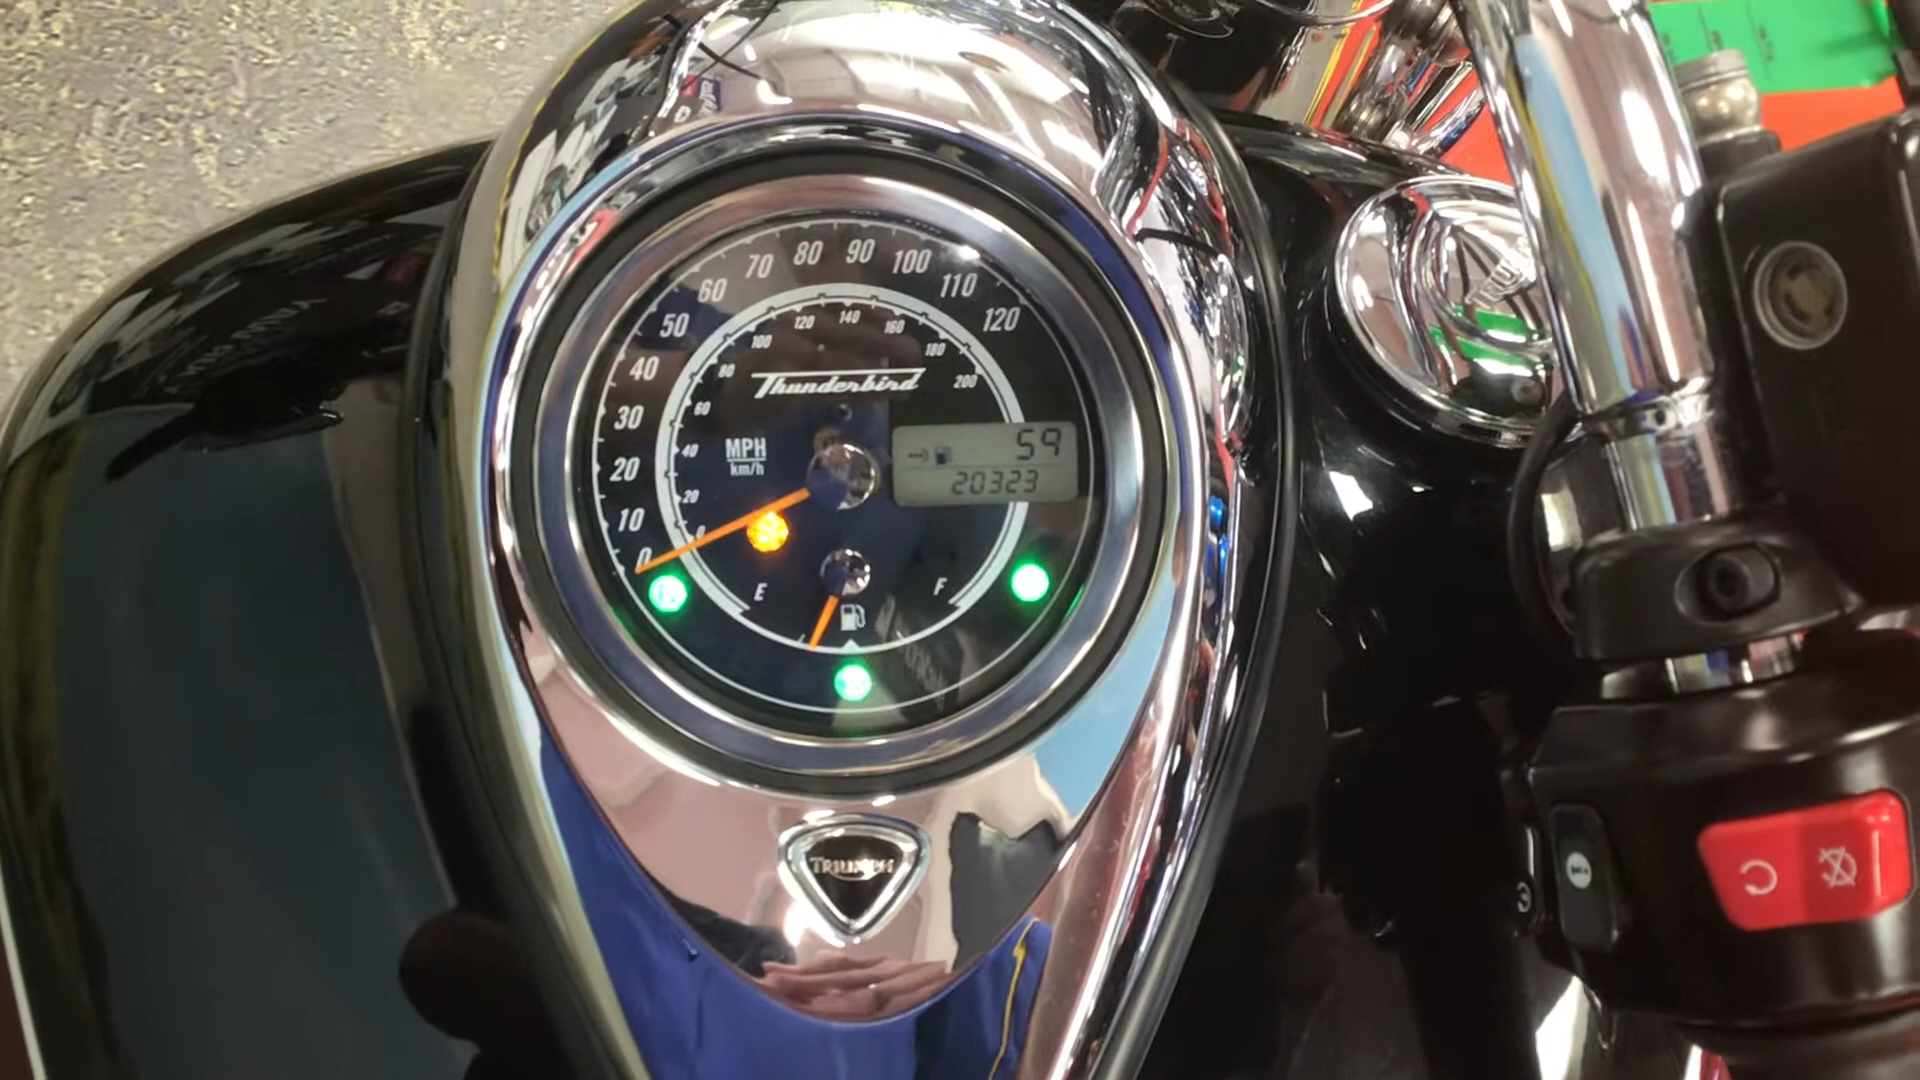 70 80 90 100
60 110
50 120
40
30
20
10
0
120 140 160
100 180
80 200
60
40
20
0
Thunderbird
MPH
km/h
59
20323
E F
TRIUMPH